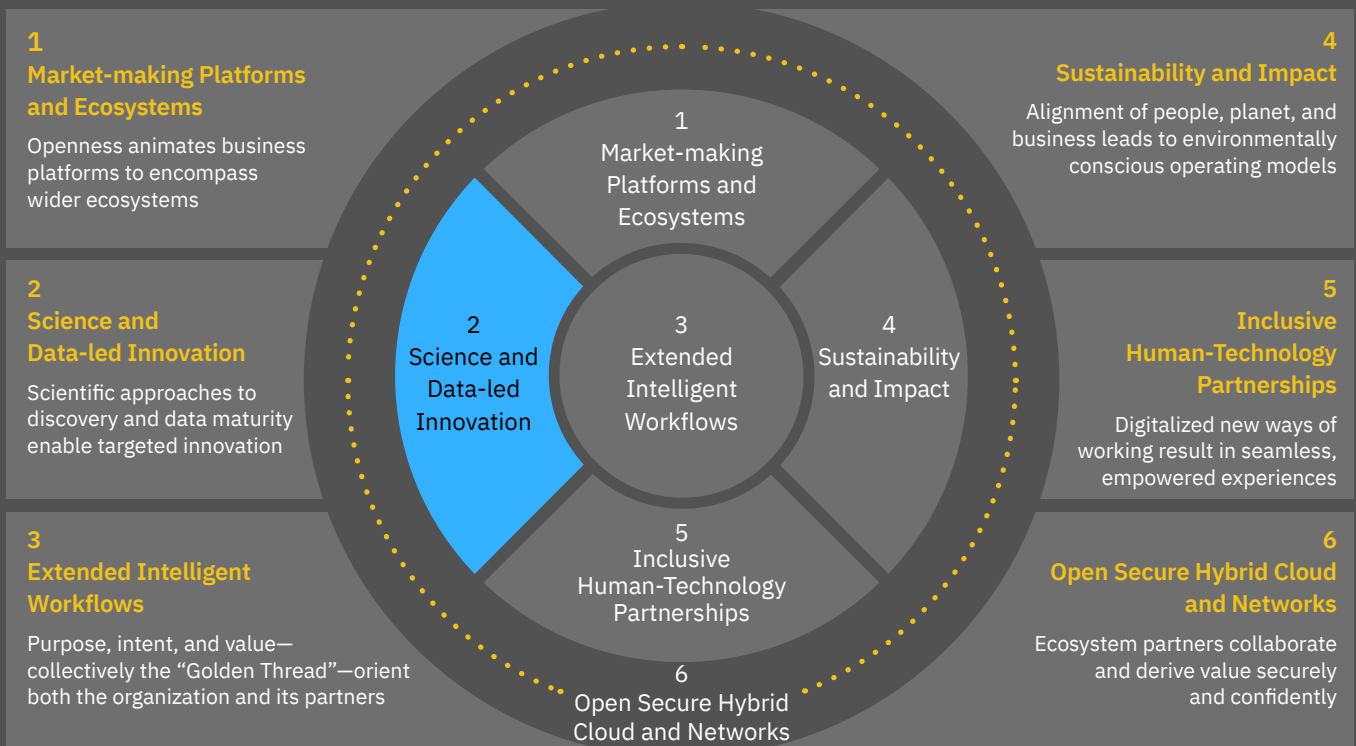 1
Market-making Platforms
and Ecosystems
Openness animates business
platforms to encompass
wider ecosystems
2
Science and
Data-led Innovation
Scientific approaches to
discovery and data maturity
enable targeted innovation
3
Extended Intelligent
Workflows
Purpose, intent, and value—
collectively the “Golden Thread”—orient
both the organization and its partners
1
Market-making
Platforms and
Ecosystems
2
Science and
Data-led
Innovation
3
Extended
Intelligent
Workflows
4
Sustainability
and Impact
5
Inclusive
Human-Technology
Partnerships
6
Open Secure Hybrid
Cloud and Networks
4
Sustainability and Impact
Alignment of people, planet, and
business leads to environmentally
conscious operating models
5
Inclusive
Human-Technology
Partnerships
Digitalized new ways of
working result in seamless,
empowered experiences
6
Open Secure Hybrid Cloud
and Networks
Ecosystem partners collaborate
and derive value securely
and confidently